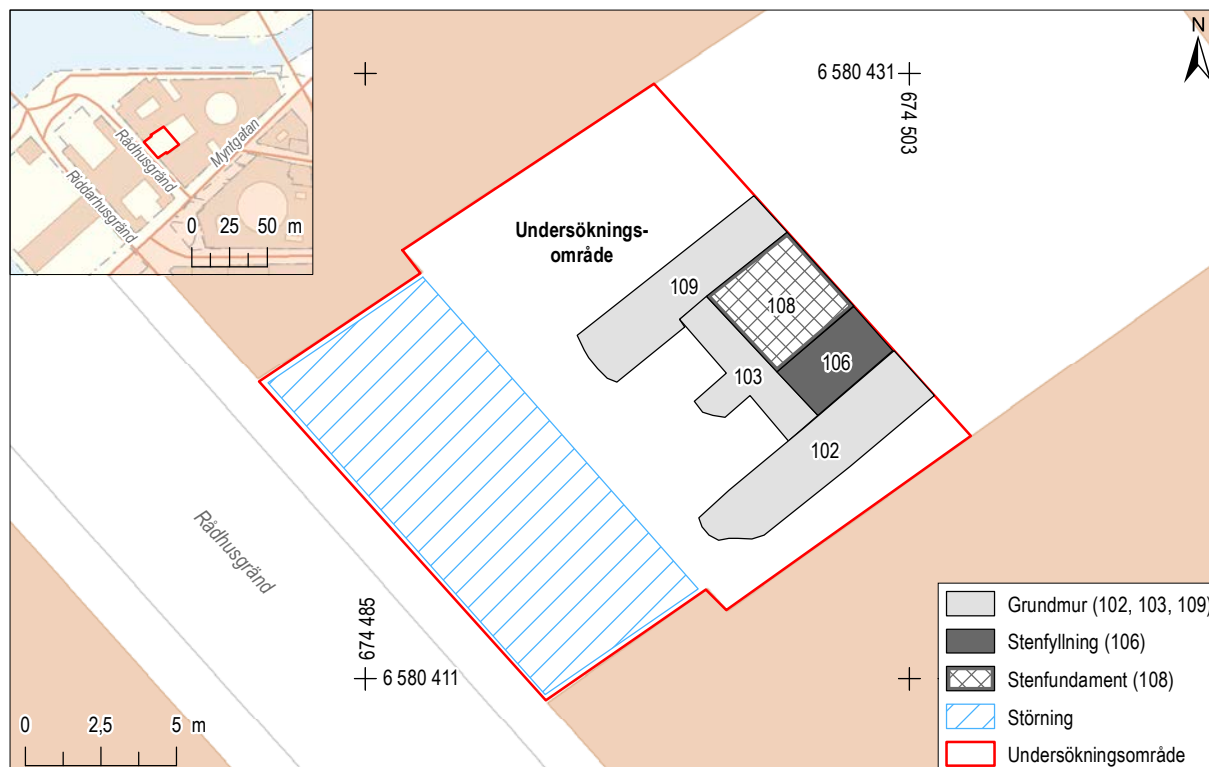 Rådhusgränd
Myntgatan
Riddarhusgränd
0 25 50 m
N
6 580 431
674 503
Undersöknings-
område
109
108
106
103
102
Rådhusgränd
674 485
6 580 411
0 2,5 5 m
Grundmur (102, 103, 109)
Stenfyllning (106)
Stenfundament (108)
Störning
Undersökningsområde